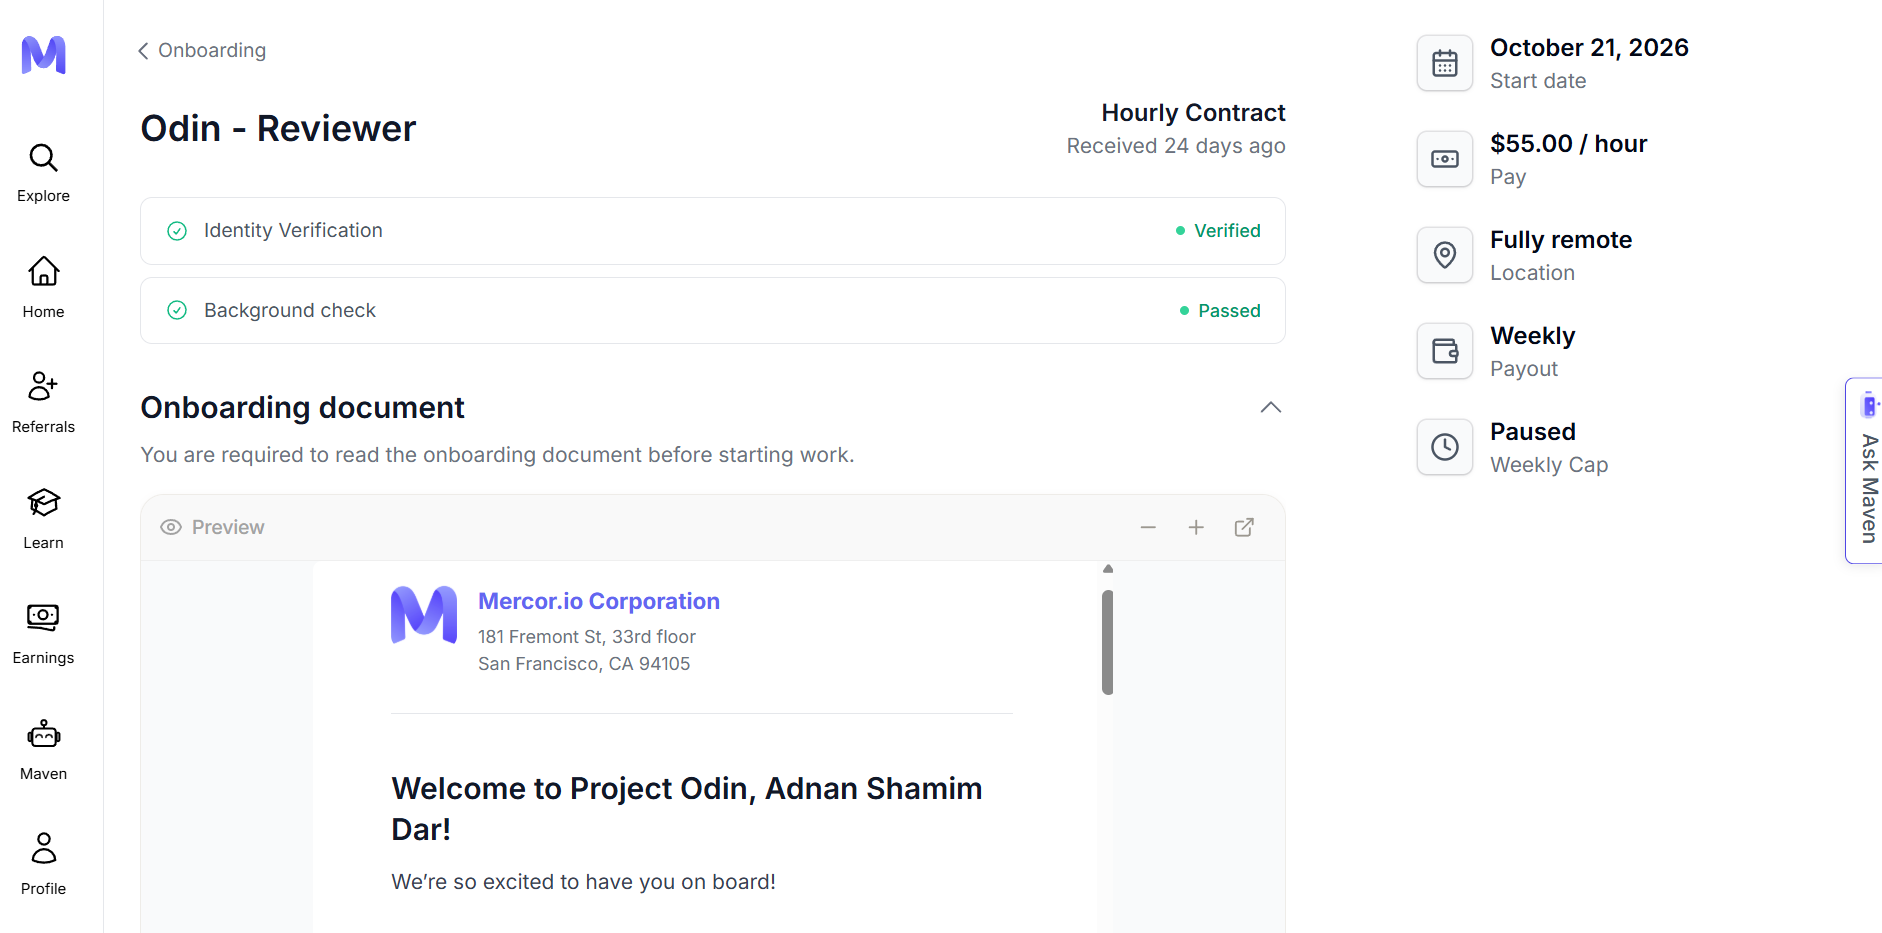 Explore
Home
Referrals
Learn
Earnings
Maven
Profile
Onboarding
Odin - Reviewer
Hourly Contract
Received 24 days ago
Identity Verification
Verified
Background check
Passed
Onboarding document
You are required to read the onboarding document before starting work.
Preview
Mercor.io Corporation
181 Fremont St, 33rd floor
San Francisco, CA 94105
Welcome to Project Odin, Adnan Shamim
Dar!
We’re so excited to have you on board!
October 21, 2026
Start date
$55.00 / hour
Pay
Fully remote
Location
Weekly
Payout
Paused
Weekly Cap
Ask Maven